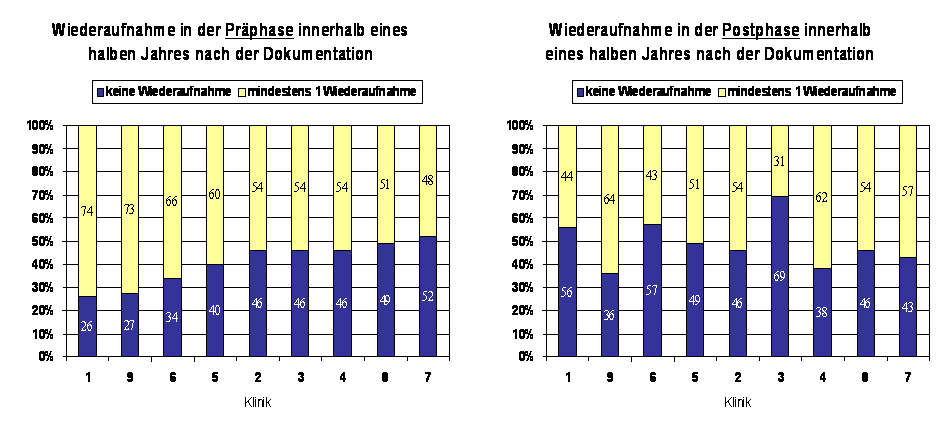 Wiederaufnahme in der Präphase innerhalb eines
halben Jahres nach der Dokumentation
keine Wiederaufnahme mindestens 1 Wiederaufnahme
100%
90%
80%
70%
60%
50%
40%
30%
20%
10%
0%
74 73 66 60 54 54 54 51 48
26 27 34 40 46 46 46 49 52
1 9 6 5 2 3 4 8 7
Klinik
Wiederaufnahme in der Postphase innerhalb
eines halben Jahres nach der Dokumentation
keine Wiederaufnahme mindestens 1 Wiederaufnahme
100%
90%
80%
70%
60%
50%
40%
30%
20%
10%
0%
44 64 43 51 54 31 62 54 57
56 36 57 49 46 69 38 46 43
1 9 6 5 2 3 4 8 7
Klinik